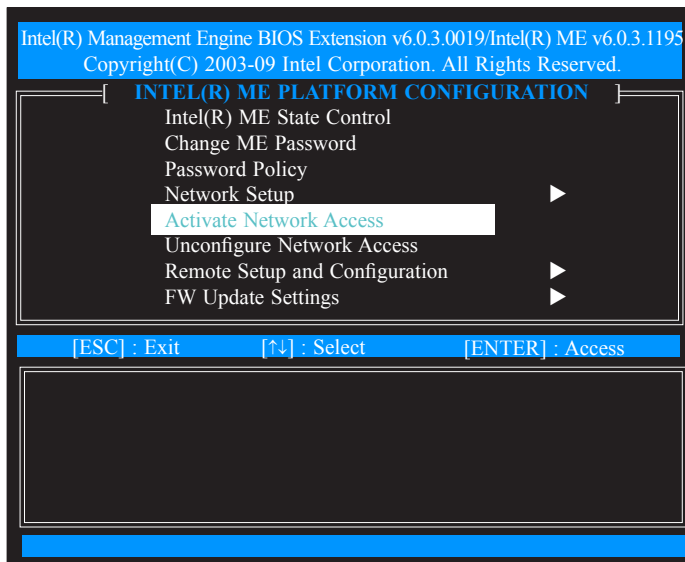 Intel(R) Management Engine BIOS Extension v6.0.3.0019/Intel(R) ME v6.0.3.1195
Copyright(C) 2003-09 Intel Corporation. All Rights Reserved.
[ INTEL(R) ME PLATFORM CONFIGURATION ]
Intel(R) ME State Control
Change ME Password
Password Policy
Network Setup ▶
Activate Network Access
Unconfigure Network Access
Remote Setup and Configuration ▶
FW Update Settings ▶
[ESC] : Exit [↑↓] : Select [ENTER] : Access